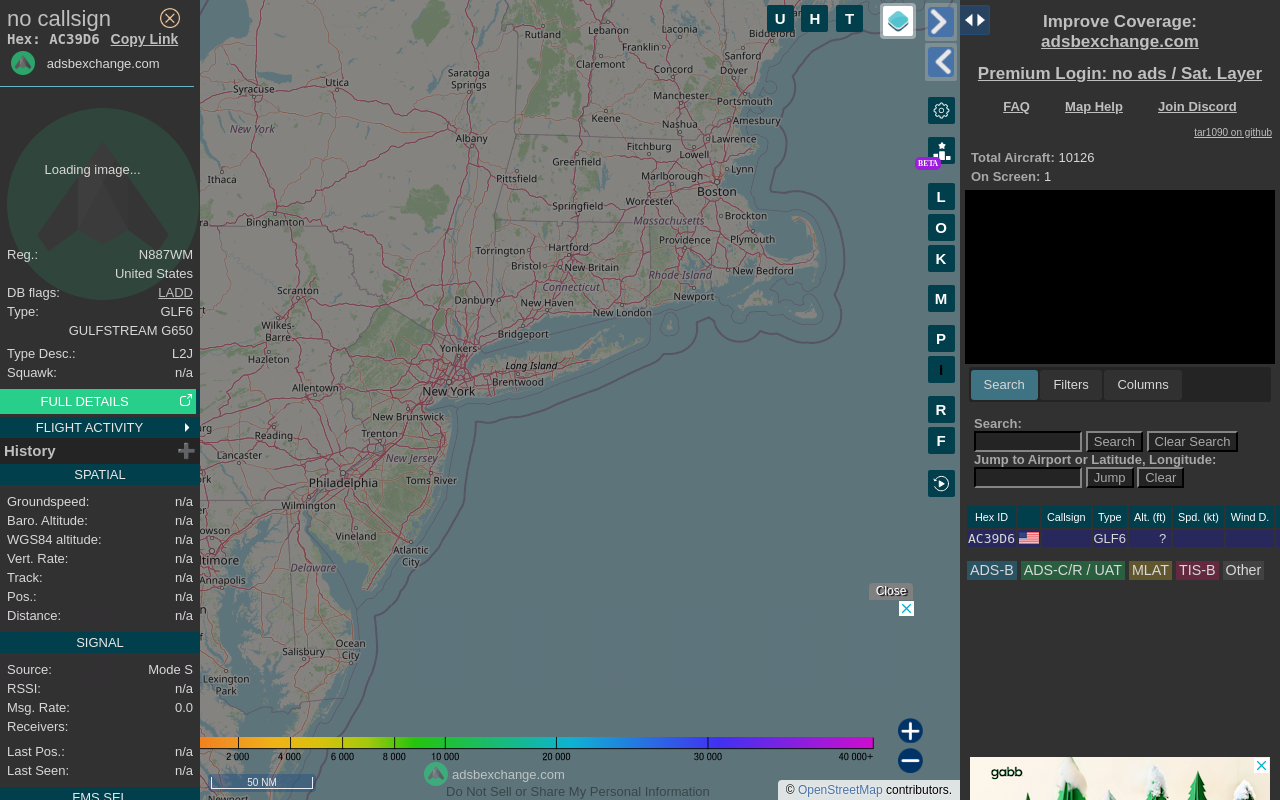 no callsign
Hex: AC39D6 Copy Link
adsbexchange.com
Loading image...
Reg.: N887WM
United States
DB flags: LADD
Type: GLF6
GULFSTREAM G650
Type Desc.: L2J
Squawk: n/a
FULL DETAILS
FLIGHT ACTIVITY
History
SPATIAL
Groundspeed: n/a
Baro. Altitude: n/a
WGS84 altitude: n/a
Vert. Rate: n/a
Track: n/a
Pos.: n/a
Distance: n/a
SIGNAL
Source: Mode S
RSSI: n/a
Msg. Rate: 0.0
Receivers:
Last Pos.: n/a
Last Seen: n/a
FMS SEL
Rutland
Lebanon
Laconia
Franklin
Biddeford
Claremont
Sanford
Concord
Dover
Saratoga
Springs
Utica
Syracuse
Manchester
Portsmouth
Keene
Amesbury
Nashua
New York
Albany
Lawrence
Fitchburg
Lowell
Greenfield
Lynn
Ithaca
Pittsfield
Marlborough
Boston
Worcester
Springfield
Binghamton
Massachusetts
Brockton
Providence
Plymouth
Torrington
Hartford
Bristol
New Britain
Rhode Island
New Bedford
Connecticut
Scranton
Danbury
New Haven
Newport
New London
Wilkes-
Barre
Bridgeport
Hazleton
Yonkers
Long Island
Brentwood
Allentown
New York
New Brunswick
Reading
Trenton
Lancaster
New Jersey
Philadelphia
Toms River
Wilmington
Vineland
Atlantic
City
Annapolis
Delaware
Ocean
City
Salisbury
Lexington
Park
Newport
U H T
L
O
K
M
P
I
R
F
BETA
Close
2 000 4 000 6 000 8 000 10 000 20 000 30 000 40 000+
50 NM
adsbexchange.com
Do Not Sell or Share My Personal Information
© OpenStreetMap contributors.
Improve Coverage:
adsbexchange.com
Premium Login: no ads / Sat. Layer
FAQ Map Help Join Discord
tar1090 on github
Total Aircraft: 10126
On Screen: 1
Search Filters Columns
Search:
Search Clear Search
Jump to Airport or Latitude, Longitude:
Jump Clear
Hex ID Callsign Type Alt. (ft) Spd. (kt) Wind D.
AC39D6 GLF6 ?
ADS-B ADS-C/R / UAT MLAT TIS-B Other
gabb